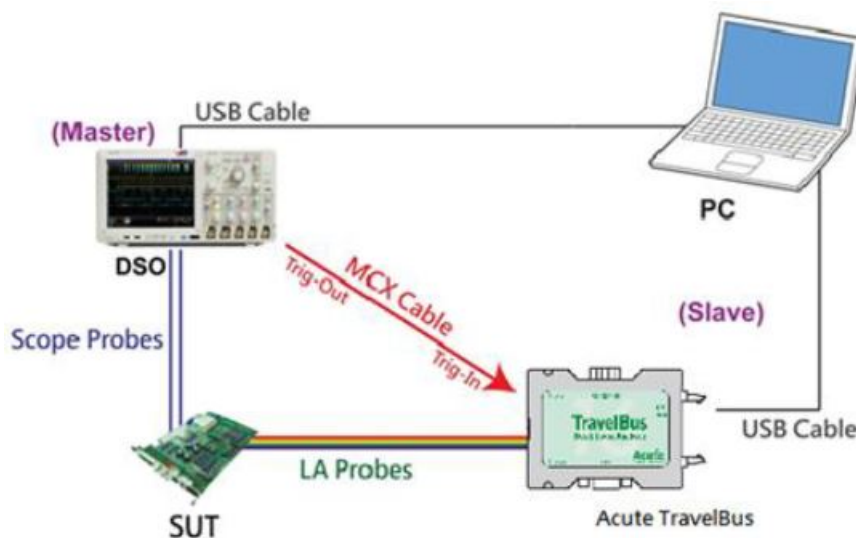 USB Cable
(Master)
PC
DSO
MCX Cable
Trig-Out
Trig-In
(Slave)
Scope Probes
TravelBus
Acute
USB Cable
LA Probes
SUT
Acute TravelBus